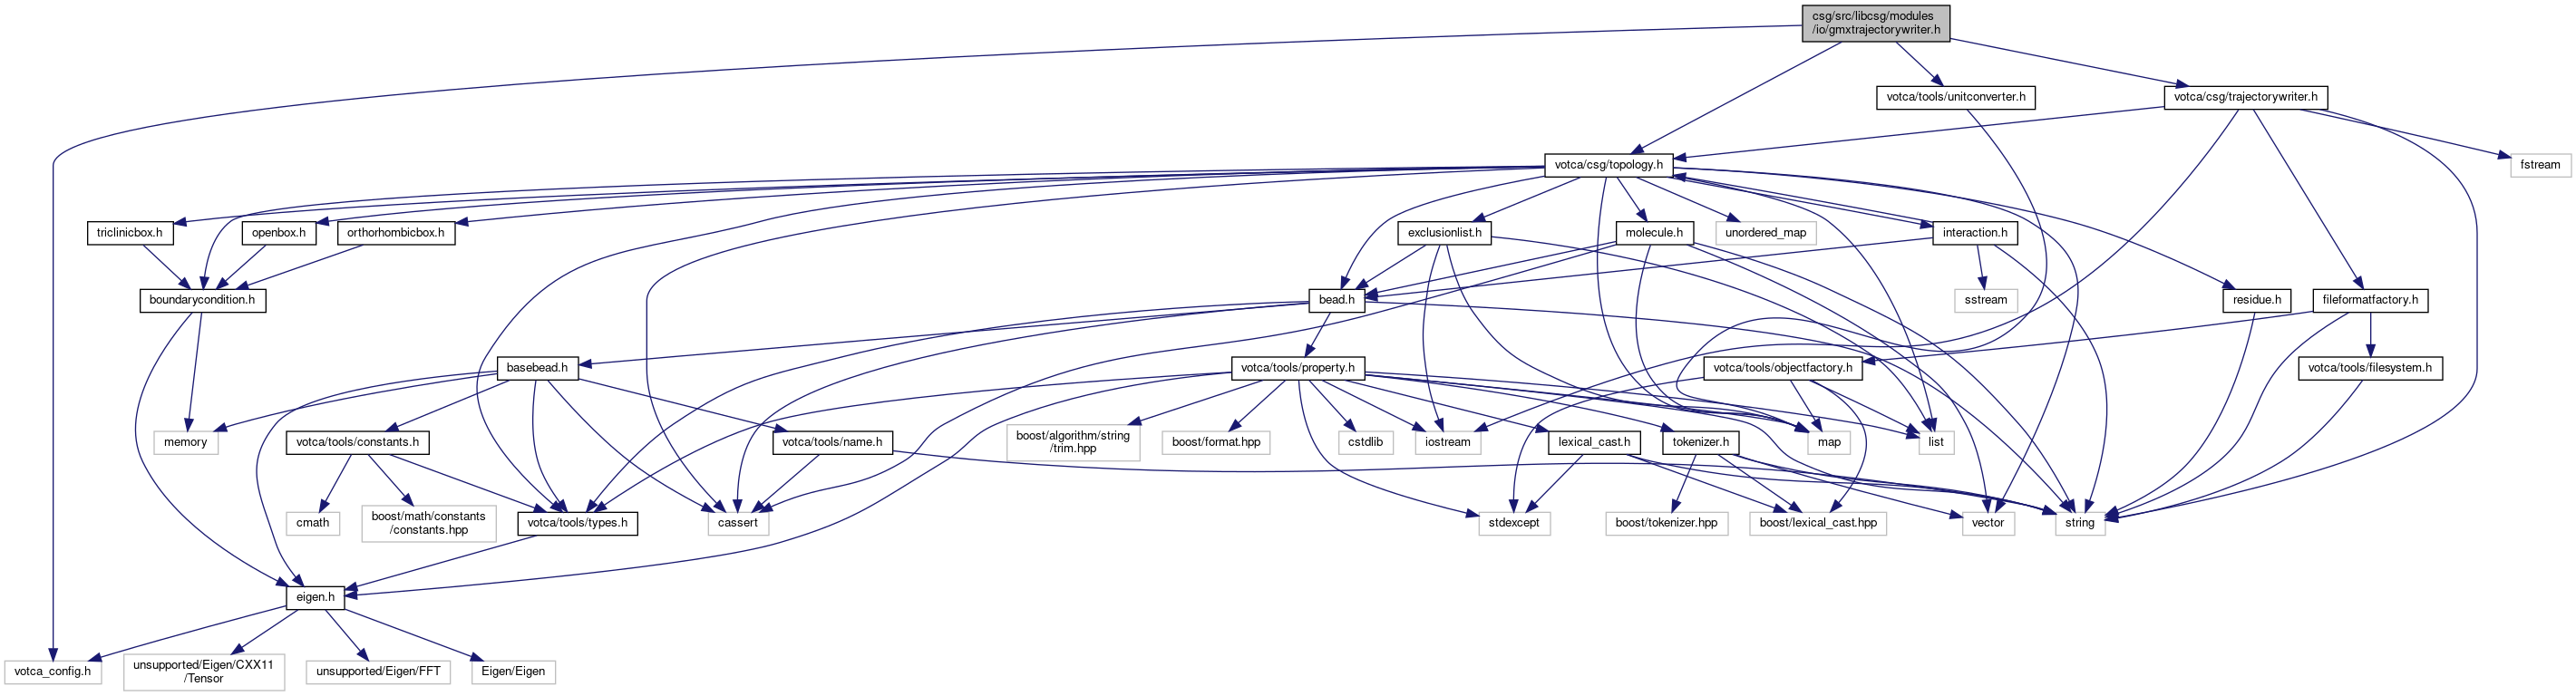 csg/src/libcsg/modules
/io/gmxtrajectorywriter.h
votca/tools/unitconverter.h
votca/csg/trajectorywriter.h
votca/csg/topology.h
fstream
triclinicbox.h
openbox.h
orthorhombicbox.h
exclusionlist.h
molecule.h
unordered_map
interaction.h
boundarycondition.h
bead.h
sstream
residue.h
fileformatfactory.h
basebead.h
votca/tools/property.h
votca/tools/objectfactory.h
votca/tools/filesystem.h
memory
votca/tools/constants.h
votca/tools/name.h
boost/algorithm/string
/trim.hpp
boost/format.hpp
cstdlib
iostream
lexical_cast.h
tokenizer.h
map
list
cmath
boost/math/constants
/constants.hpp
votca/tools/types.h
cassert
stdexcept
boost/tokenizer.hpp
boost/lexical_cast.hpp
vector
string
eigen.h
votca_config.h
unsupported/Eigen/CXX11
/Tensor
unsupported/Eigen/FFT
Eigen/Eigen